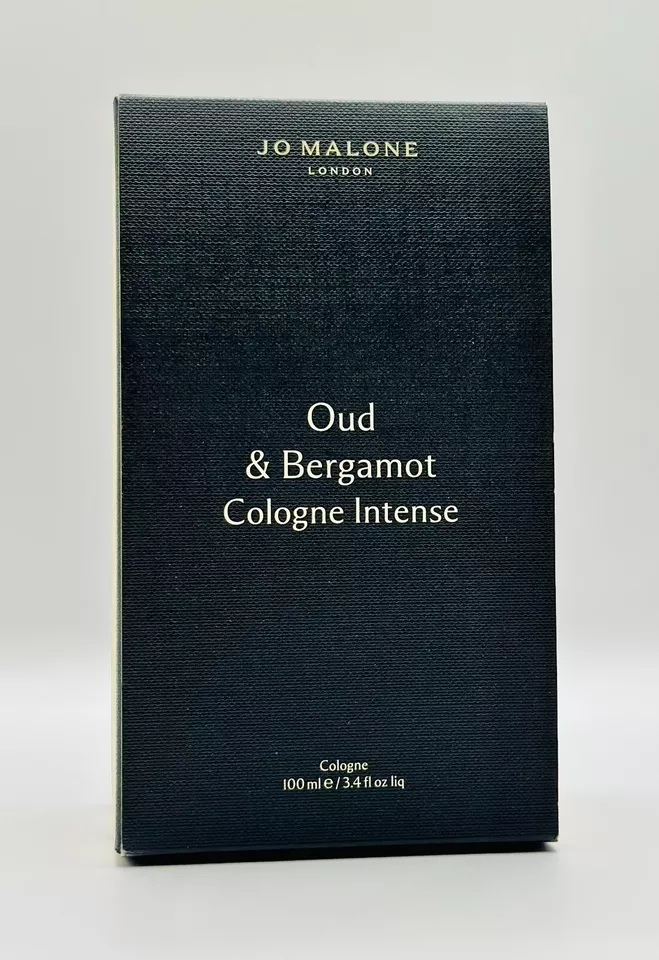 JO MALONE
LONDON
Oud
& Bergamot
Cologne Intense
Cologne
100 ml ℮ / 3.4 fl oz liq